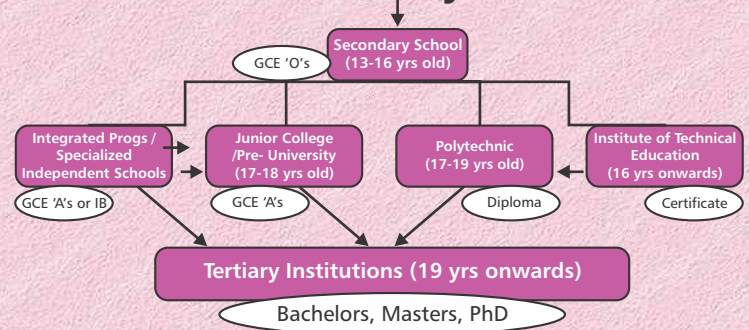 Secondary School
(13-16 yrs old)
GCE ‘O’s
Integrated Progs /
Specialized
Independent Schools
GCE ‘A’s or IB
Junior College
/Pre- University
(17-18 yrs old)
GCE ‘A’s
Polytechnic
(17-19 yrs old)
Diploma
Institute of Technical
Education
(16 yrs onwards)
Certificate
Tertiary Institutions (19 yrs onwards)
Bachelors, Masters, PhD